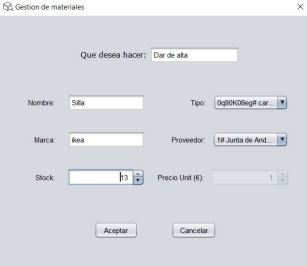 Gestion de materiales
Que desea hacer: Dar de alta
Nombre: Silla Tipo: 0q90K08eg# car...
Marca: ikea Proveedor: 1# Junta de And...
Stock: 13 Precio Unit (€): 1
Aceptar Cancelar